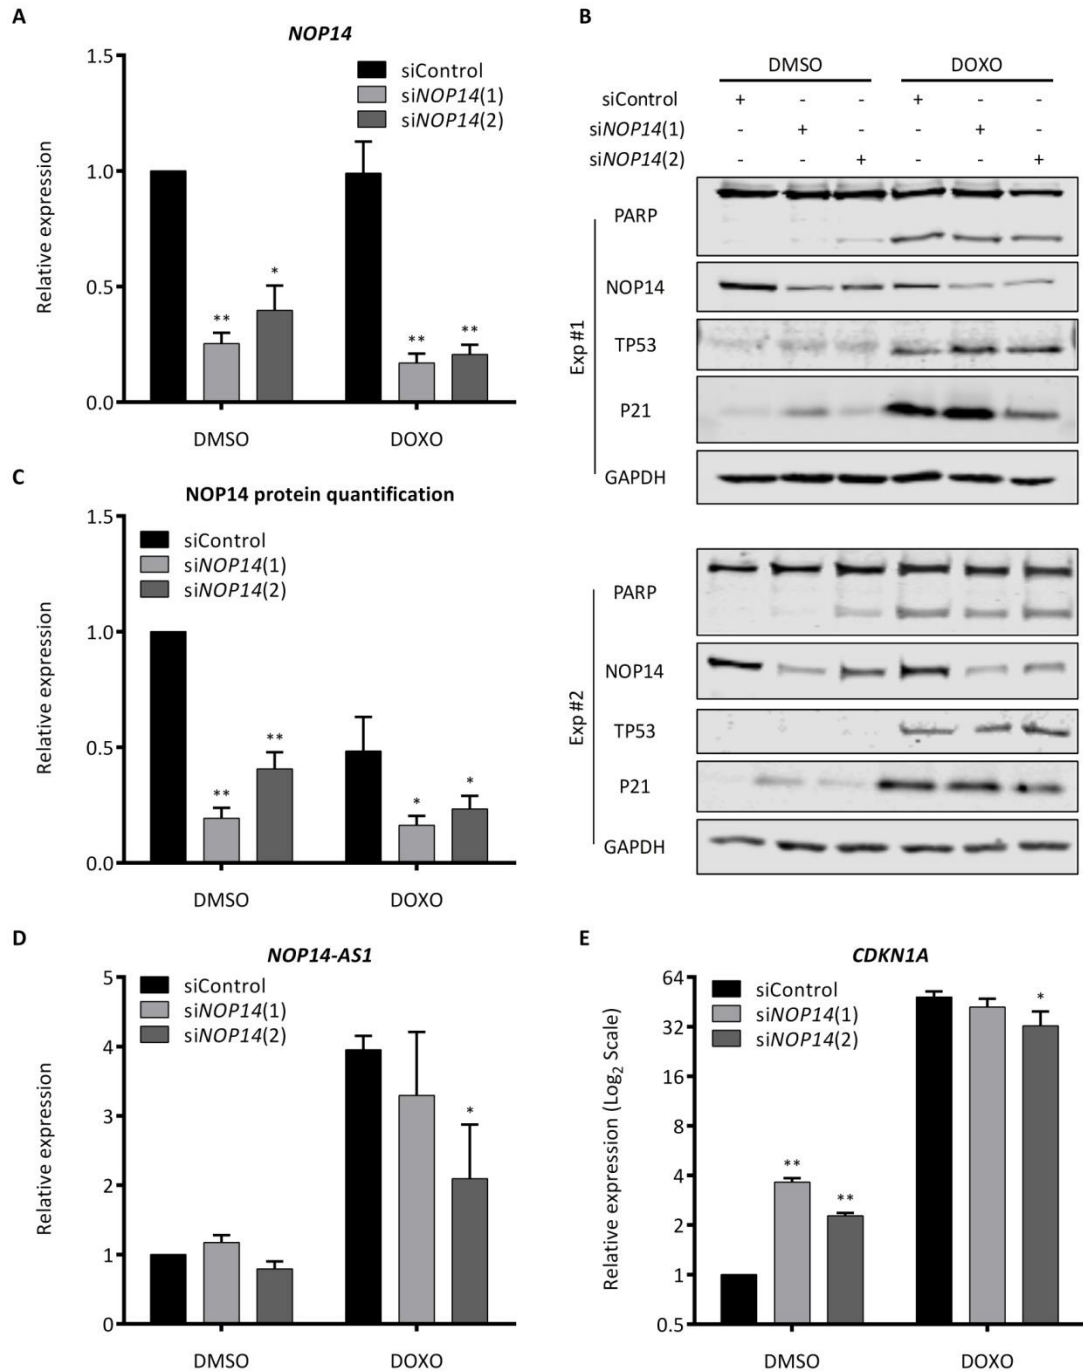 A
NOP14
1.5
1.0
0.5
0.0
Relative expression
siControl
siNOP14(1)
siNOP14(2)
** * ** **
DMSO DOXO
B
DMSO DOXO
siControl + - - + - -
siNOP14(1) - + - - + -
siNOP14(2) - - + - - +
Exp #1
PARP
NOP14
TP53
P21
GAPDH
Exp #2
PARP
NOP14
TP53
P21
GAPDH
C
NOP14 protein quantification
1.5
1.0
0.5
0.0
Relative expression
siControl
siNOP14(1)
siNOP14(2)
** ** * *
DMSO DOXO
D
NOP14-AS1
5
4
3
2
1
0
Relative expression
siControl
siNOP14(1)
siNOP14(2)
*
DMSO DOXO
E
CDKN1A
64
32
16
8
4
2
1
0.5
Relative expression (Log2 Scale)
siControl
siNOP14(1)
siNOP14(2)
** ** *
DMSO DOXO